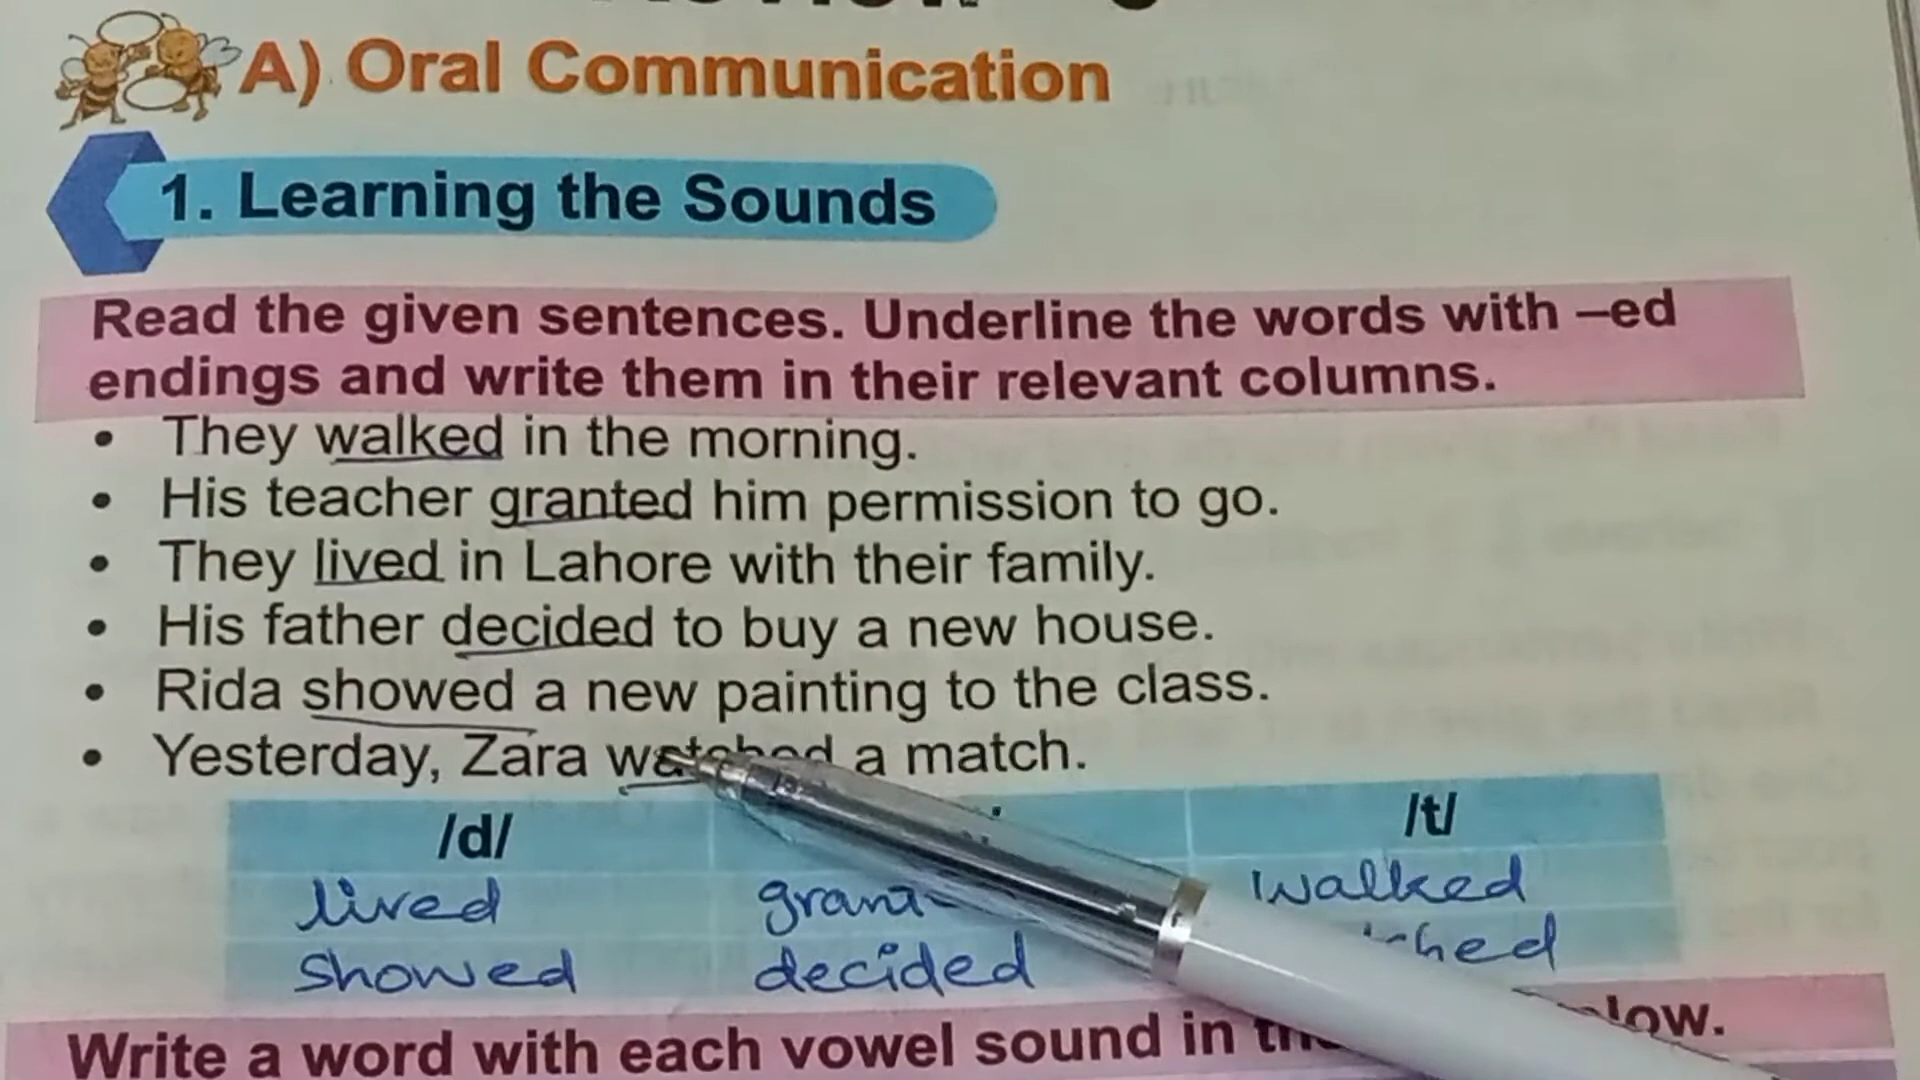 A) Oral Communication
1. Learning the Sounds
Read the given sentences. Underline the words with –ed
endings and write them in their relevant columns.
• They walked in the morning.
• His teacher granted him permission to go.
• They lived in Lahore with their family.
• His father decided to buy a new house.
• Rida showed a new painting to the class.
• Yesterday, Zara watched a match.
/d/ /t/
lived walked
showed decided
Write a word with each vowel sound in